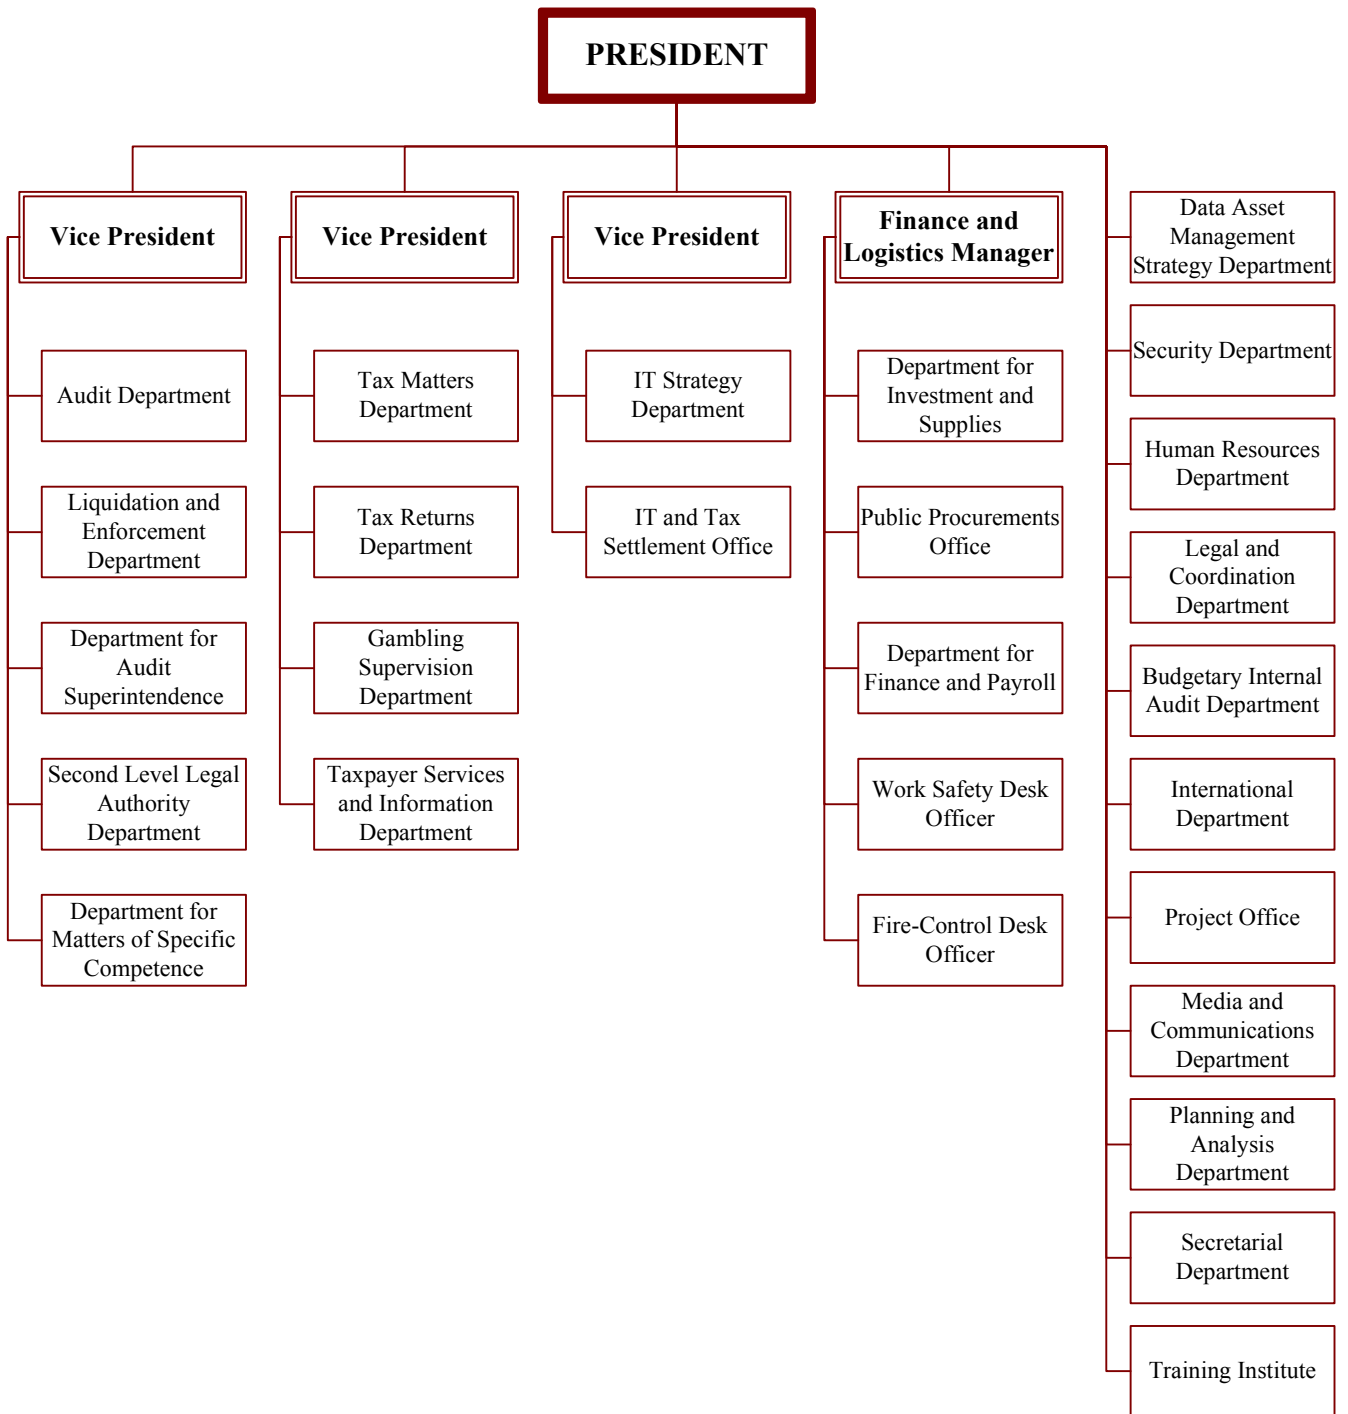 PRESIDENT
Vice President
Audit Department
Liquidation and
Enforcement
Department
Department for
Audit
Superintendence
Second Level Legal
Authority
Department
Department for
Matters of Specific
Competence
Vice President
Tax Matters
Department
Tax Returns
Department
Gambling
Supervision
Department
Taxpayer Services
and Information
Department
Vice President
IT Strategy
Department
IT and Tax
Settlement Office
Finance and
Logistics Manager
Department for
Investment and
Supplies
Public Procurements
Office
Department for
Finance and Payroll
Work Safety Desk
Officer
Fire-Control Desk
Officer
Data Asset
Management
Strategy Department
Security Department
Human Resources
Department
Legal and
Coordination
Department
Budgetary Internal
Audit Department
International
Department
Project Office
Media and
Communications
Department
Planning and
Analysis
Department
Secretarial
Department
Training Institute